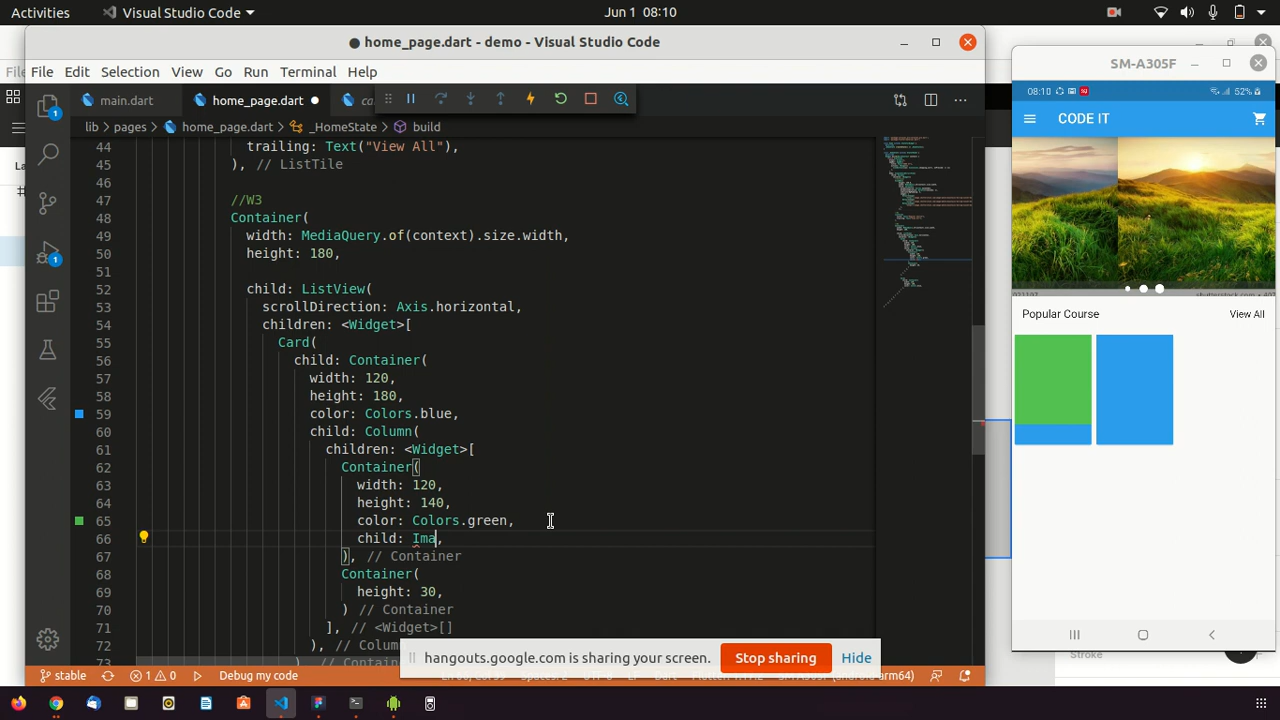 Activities
Visual Studio Code
Jun 1 08:10
● home_page.dart - demo - Visual Studio Code
SM-A305F
File Edit Selection View Go Run Terminal Help
main.dart
home_page.dart
lib > pages > home_page.dart > _HomeState > build
44 trailing: Text("View All"),
45 ), // ListTile
46
47 //W3
48 Container(
49 width: MediaQuery.of(context).size.width,
50 height: 180,
51
52 child: ListView(
53 scrollDirection: Axis.horizontal,
54 children: <Widget>[
55 Card(
56 child: Container(
57 width: 120,
58 height: 180,
59 color: Colors.blue,
60 child: Column(
61 children: <Widget>[
62 Container(
63 width: 120,
64 height: 140,
65 color: Colors.green,
66 child: Ima,
67 ), // Container
68 Container(
69 height: 30,
70 ) // Container
71 ], // <Widget>[]
72 ), // Colum
73 ) // Contain
hangouts.google.com is sharing your screen.
Stop sharing
Hide
stable
1 0
Debug my code
08:10
52%
CODE IT
Popular Course
View All
Stroke